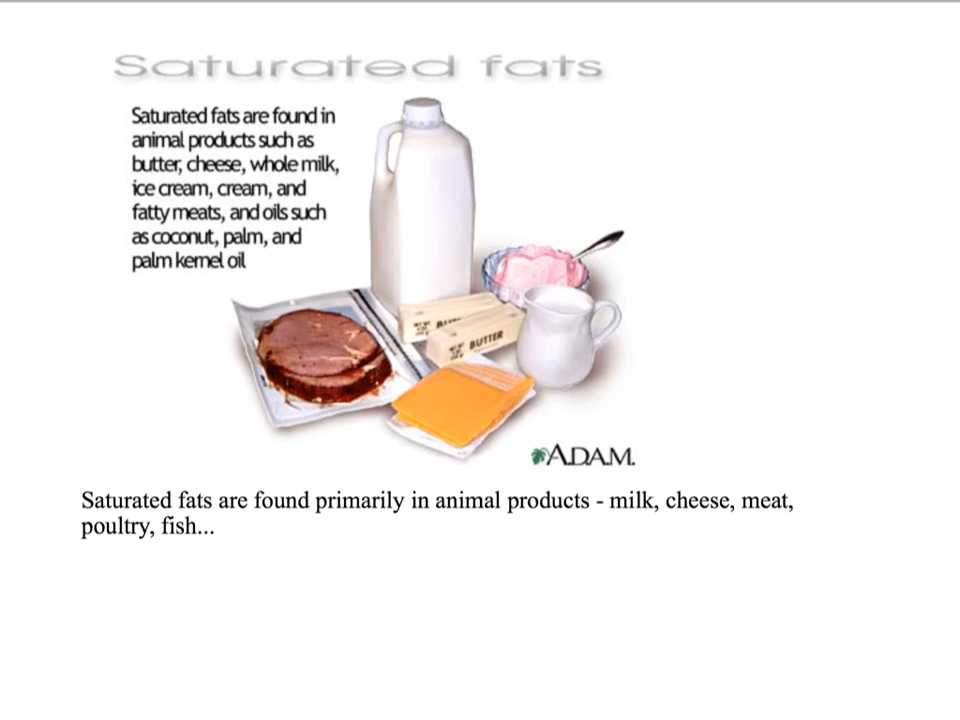 Saturated fats
Saturated fats are found in
animal products such as
butter, cheese, whole milk,
ice cream, cream, and
fatty meats, and oils such
as coconut, palm, and
palm kernel oil
BUTTER
A.D.A.M.
Saturated fats are found primarily in animal products - milk, cheese, meat,
poultry, fish...